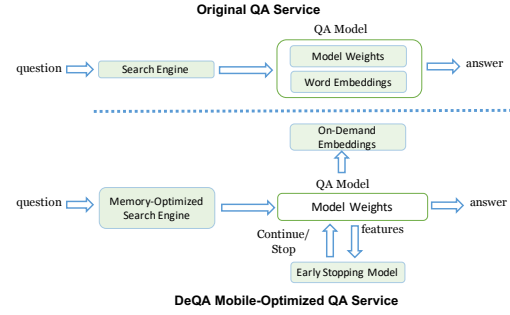 Original QA Service
QA Model
question
Search Engine
Model Weights
Word Embeddings
answer
On-Demand
Embeddings
QA Model
question
Memory-Optimized
Search Engine
Model Weights
answer
Continue/
Stop
features
Early Stopping Model
DeQA Mobile-Optimized QA Service